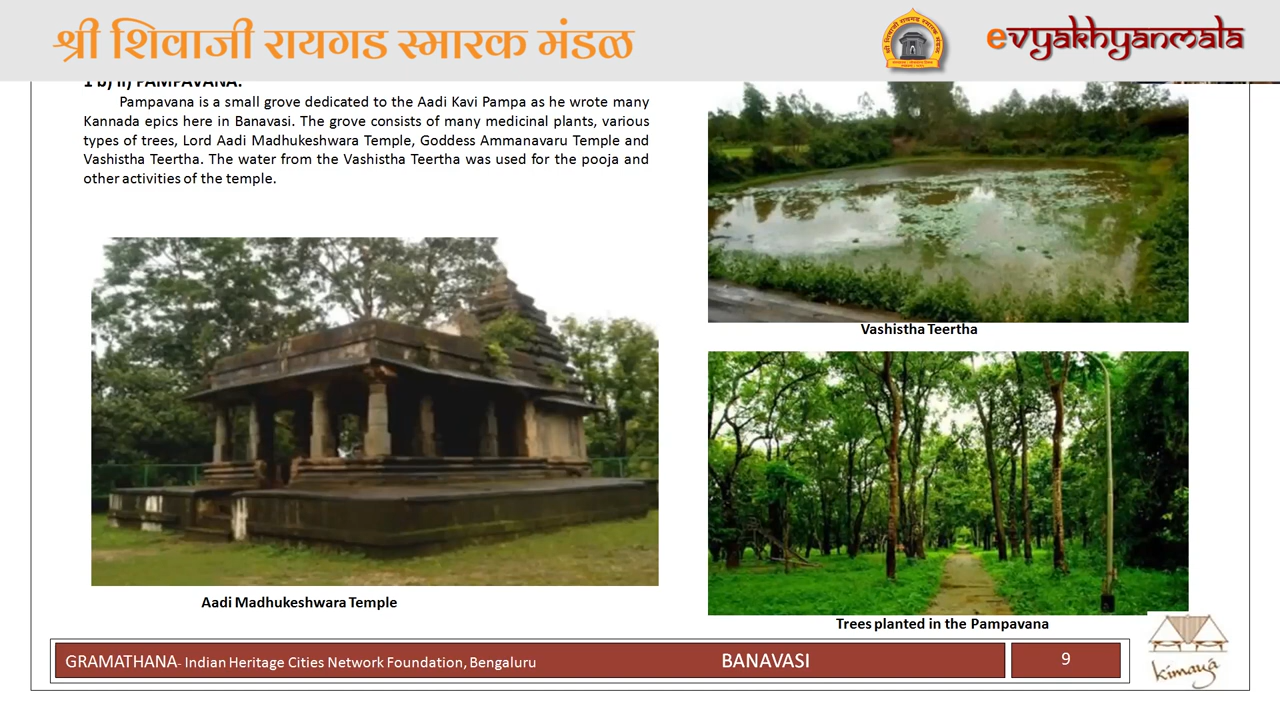 श्री शिवाजी रायगड स्मारक मंडळ
evyakhyanmala
1 b) ii) PAMPAVANA:
Pampavana is a small grove dedicated to the Aadi Kavi Pampa as he wrote many
Kannada epics here in Banavasi. The grove consists of many medicinal plants, various
types of trees, Lord Aadi Madhukeshwara Temple, Goddess Ammanavaru Temple and
Vashistha Teertha. The water from the Vashistha Teertha was used for the pooja and
other activities of the temple.
Vashistha Teertha
Aadi Madhukeshwara Temple
Trees planted in the Pampavana
GRAMATHANA- Indian Heritage Cities Network Foundation, Bengaluru
BANAVASI
9
kimayá